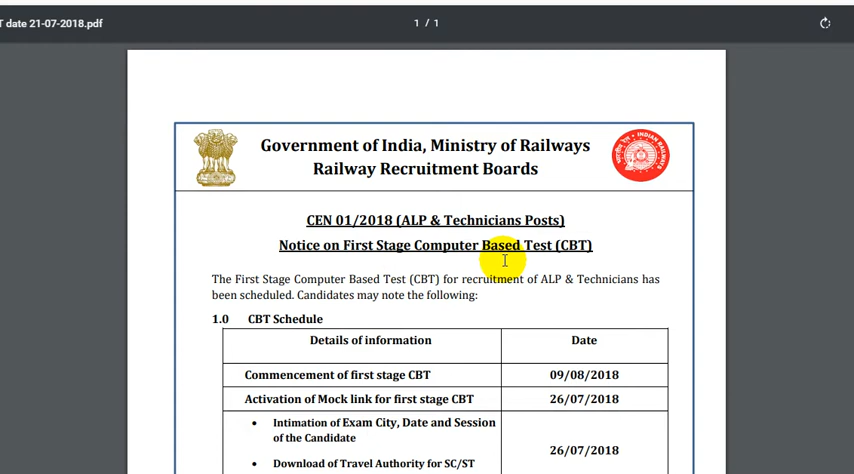 T date 21-07-2018.pdf
1 / 1
Government of India, Ministry of Railways
Railway Recruitment Boards
INDIAN RAILWAYS
CEN 01/2018 (ALP & Technicians Posts)
Notice on First Stage Computer Based Test (CBT)
The First Stage Computer Based Test (CBT) for recruitment of ALP & Technicians has
been scheduled. Candidates may note the following:
1.0 CBT Schedule
Details of information Date
Commencement of first stage CBT 09/08/2018
Activation of Mock link for first stage CBT 26/07/2018
• Intimation of Exam City, Date and Session
of the Candidate
26/07/2018
• Download of Travel Authority for SC/ST